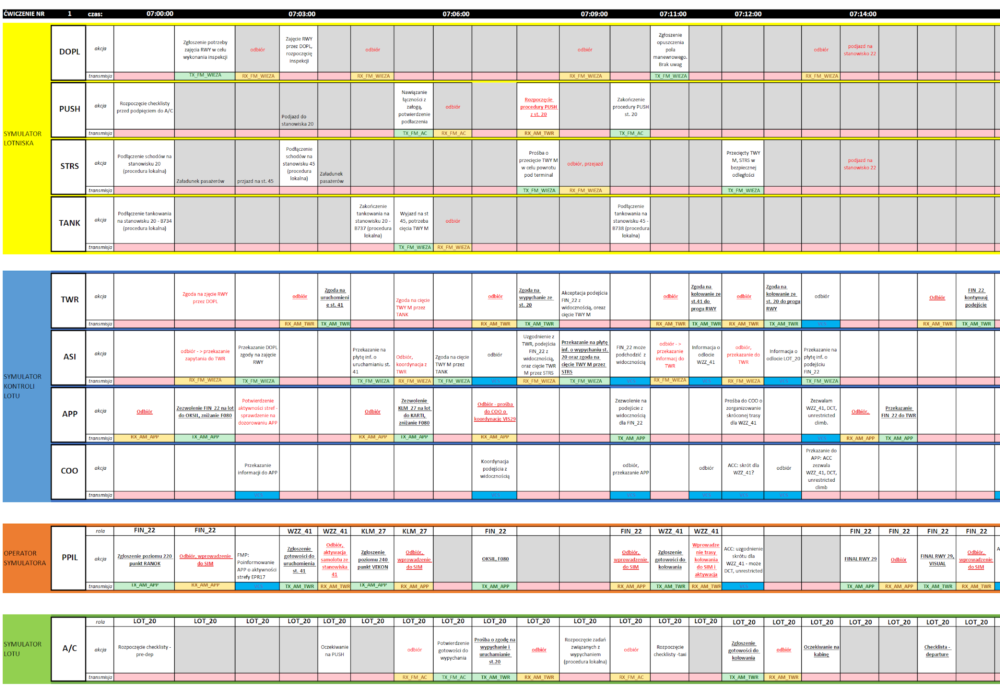 ĆWICZENIE NR 1 czas: 07:00:00 07:03:00 07:06:00 07:09:00 07:11:00 07:12:00 07:14:00
SYMULATOR
LOTNISKA
DOPL
akcja
Zgłoszenie potrzeby
zajęcia RWY w celu
wykonania inspekcji
odbiór
Zajęcie RWY
przez DOPL,
rozpoczęcie
inspekcji
odbiór
odbiór
Zgłoszenie
opuszczenia
pola
manewrowego.
Brak uwag
odbiór
podjazd na
stanowisko 22
transmisja
TX_FM_WIEZA RX_FM_WIEZA RX_FM_WIEZA RX_FM_WIEZA TX_FM_WIEZA RX_FM_WIEZA
PUSH
akcja
Rozpoczęcie checklisty
przed podpięciem do A/C
Podjazd do
stanowiska 20
Nawiązanie
łączności z
załogą,
potwierdzenie
podłaczenia
odbiór
Rozpoczęcie
procedury PUSH
z st. 20
Zakończenie
procedury PUSH
st. 20
transmisja
TX_FM_AC RX_FM_AC RX_AM_TWR TX_FM_AC
STRS
akcja
Podłączenie schodów na
stanowisku 20
(procedura lokalna)
Załadunek pasażerów
przjazd na st. 45
Podłączenie
schodów na
stanowisku 45
(procedura
lokalna)
Załadunek
pasażerów
Prośba o
przecięcie TWY M
w celu powrotu
pod terminal
odbiór, przejazd
Przecięcty TWY
M, STRS w
bezpiecznej
odległości
podjazd na
stanowisko 22
transmisja
TX_FM_WIEZA RX_FM_WIEZA TX_FM_WIEZA
TANK
akcja
Podłączenie tankowania
na stanowisku 20 - B734
(procedura lokalna)
Zakończenie
tankowania na
stanowisku 20 -
B737 (procedura
lokalna)
Wyjazd na st
45, potrzeba
cięcia TWY M
odbiór
Podłączenie
tankowania na
stanowisku 45 -
B738 (procedura
lokalna)
transmisja
TX_FM_WIEZA RX_FM_WIEZA
SYMULATOR
KONTROLI
LOTU
TWR
akcja
Zgoda na zjęcie RWY
przez DOPL
odbiór
Zgoda na
uruchomieni
e st. 41
Zgoda na cięcie
TWY M przez
TANK
odbiór
Zgoda na
wypychanie ze
st. 20
Akceptacja podejścia
FIN_22 z
widocznością, oreaz
cięcie TWY M
odbiór
Zgoda na
kołowanie ze
st.41 do
progu RWY
odbiór
Zgoda na
kołowanie ze
st. 20 do progu
RWY
odbiór
Odbiór
FIN_22
kontynuuj
podejście
transmisja
RX_AM_TWR TX_AM_TWR RX_AM_TWR TX_AM_TWR RX_AM_TWR TX_AM_TWR RX_AM_TWR TX_AM_TWR VCS RX_AM_TWR TX_AM_TWR
ASI
akcja
odbiór - > przekazanie
zapytania do TWR
Przekazanie DOPL
zgody na zajęcie
RWY
Przekazanie na
płytę inf. o
uruchamianiu st.
41
Odbiór,
koordynacja z
TWR
Zgoda na cięcie
TWY M przez
TANK
odbiór
Uzgodnienie z
TWR, podejścia
FIN_22 z
widocznością,
oraz cięcie TWR
M przez STRS
Przekazanie na płytę
inf. o wypychaniu st.
20 oraz zgoda na
cięcie TWY M przez
STRS
FIN_22 może
podchodzić z
widocznością
odbiór - >
przekazanie
informacj do
TWR
Informacja o
odlocie
WZZ_41
odbiór,
przekazanie do
TWR
Informacja o
odlocie LOT_20
Przekazanie na
płytę inf. o
podejściu
FIN_22
transmisja
RX_FM_WIEZA TX_FM_WIEZA TX_FM_WIEZA RX_FM_WIEZA TX_FM_WIEZA VCS RX_FM_WIEZA TX_FM_WIEZA VCS RX_FM_WIEZA VCS RX_FM_WIEZA VCS TX_FM_WIEZA
APP
akcja
Odbiór
Zezwolenie FIN_22 na lot
do OKSIL, zniżanie F080
Potwierdzenie
aktywności stref -
sprawdzenie na
dozorowaniu APP
Odbiór
Zezwolenie
KLM_27 na lot
do KARTI,
zniżanie F080
Odbiór - prośba
do COO o
koordynację VIS29
Zezwolenie na
podejście z
widocznością
dla FIN_22
Prośba do COO o
zorganizowanie
skróconej trasy
dla WZZ_41
Zezwalam
WZZ_41, DCT,
unrestricted
climb.
Odbiór,
Przekazanie
FIN_22 do TWR
transmisja
RX_AM_APP TX_AM_APP RX_AM_APP TX_AM_APP RX_AM_APP TX_AM_APP VCS RX_AM_APP TX_AM_APP
COO
akcja
Przekazanie
informacji do APP
Koordynacja
podejścia z
widocznością
odbiór,
przekazanie APP
odbiór
ACC: skrót dla
WZZ_41?
odbiór
Przkazanie do
APP: ACC
zezwala
WZZ_41, DCT,
unrestricted
climb
transmisja
VCS VCS VCS VCS VCS VCS
OPERATOR
SYMULATORA
PPIL
rola
FIN_22 FIN_22 WZZ_41 WZZ_41 KLM_27 KLM_27 FIN_22 FIN_22 WZZ_41 WZZ_41 FIN_22 FIN_22 FIN_22 FIN_22
akcja
Zgłoszenie poziomu 220
punkt RANOK
Odbiór, wprowadzenie
do SIM
FMP:
Poinformowanie
APP o aktywności
strefy EPR17
Zgłoszenie
gotowości do
uruchomienia
st. 41
Odbiór,
aktywacja
samolotu ze
stanowiska
41
Zgłoszenie
poziomu 240
punkt VEKON
Odbiór,
wprowadzenie
do SIM
OKSIL, F080
Odbiór,
wprowadzenie
do SIM
Zgłoszenie
gotowości do
kołowania
Wprowadze
nie trasy
kołowania
do SIM i
aktywacja
ACC: uzgodnienie
skrótu dla
WZZ_41 - może
DCT, unrestricted
FINAL RWY 29
Odbiór
FINAL RWY 29,
VISUAL
Odbiór,
wprowadzenie
do SIM
A
transmisja
TX_AM_APP RX_AM_APP VCS TX_AM_TWR RX_AM_TWR TX_AM_APP RX_AM_APP TX_AM_APP RX_AM_APP TX_AM_TWR RX_AM_TWR VCS TX_AM_APP RX_AM_APP TX_AM_TWR RX_AM_TWR
SYMULATOR
LOTU
A/C
rola
LOT_20 LOT_20 LOT_20 LOT_20 LOT_20 LOT_20 LOT_20 LOT_20 LOT_20 LOT_20 LOT_20 LOT_20 LOT_20 LOT_20 LOT_20 LOT_20 LOT_20 LOT_20 LOT_20 LOT_20 LOT_20
akcja
Rozpoczęcie checklisty -
pre-dep
Oczekiwanie
na PUSH
odbiór
Potwierdzenie
gotowości do
wypychania
Prośba o zgodę na
wypychanie i
uruchamianie
st.20
odbiór
Rozpoczęcie zadań
związanych z
wypychaniem
(procedura lokalna)
odbiór
Rozpoczęcie
checklisty -taxi
Zgłoszenie
gotowości do
kołowania
odbiór
Oczekiwanie na
kabinę
Checklista -
departure
transmisja
RX_FM_AC TX_FM_AC TX_AM_TWR RX_AM_TWR RX_FM_AC TX_AM_TWR RX_AM_TWR